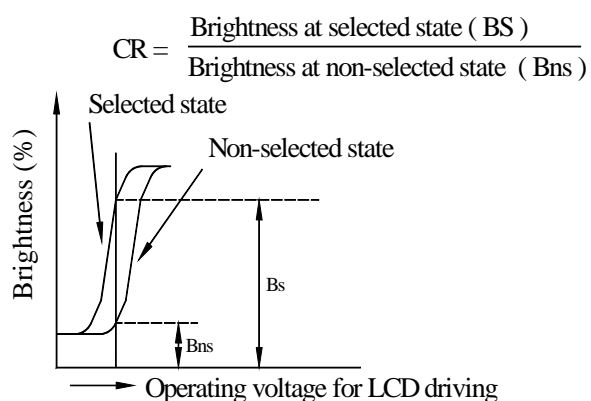 Brightness at selected state ( BS )
CR =
Brightness at non-selected state ( Bns )
Selected state
Non-selected state
Brightness (%)
Bs
Bns
Operating voltage for LCD driving